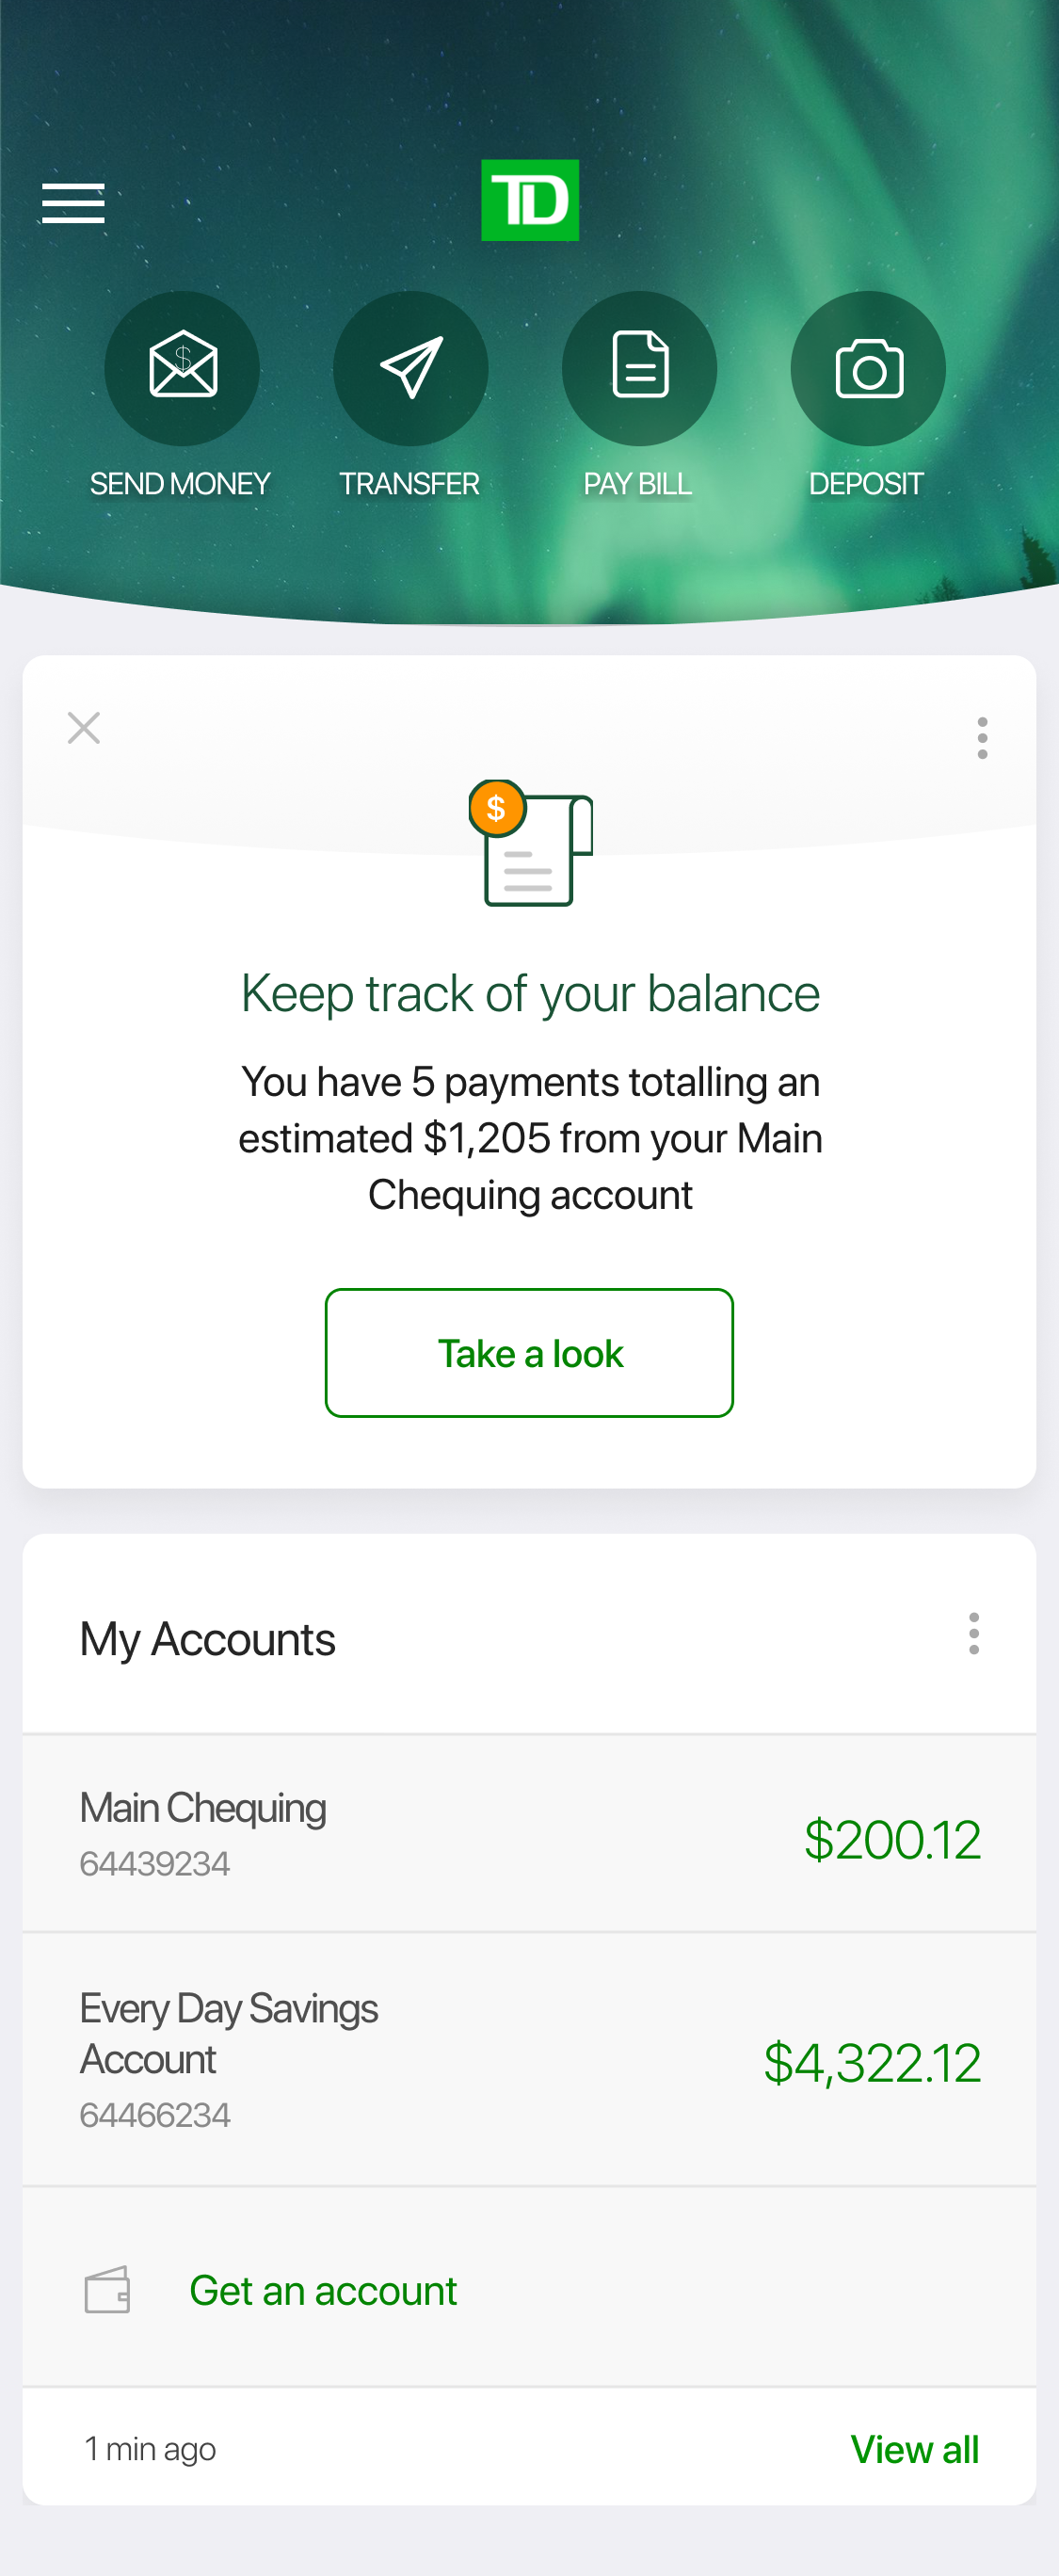 TD
$
SEND MONEY
TRANSFER
PAY BILL
DEPOSIT
$
Keep track of your balance
You have 5 payments totalling an
estimated $1,205 from your Main
Chequing account
Take a look
My Accounts
Main Chequing
64439234
$200.12
Every Day Savings
Account
64466234
$4,322.12
Get an account
1 min ago
View all